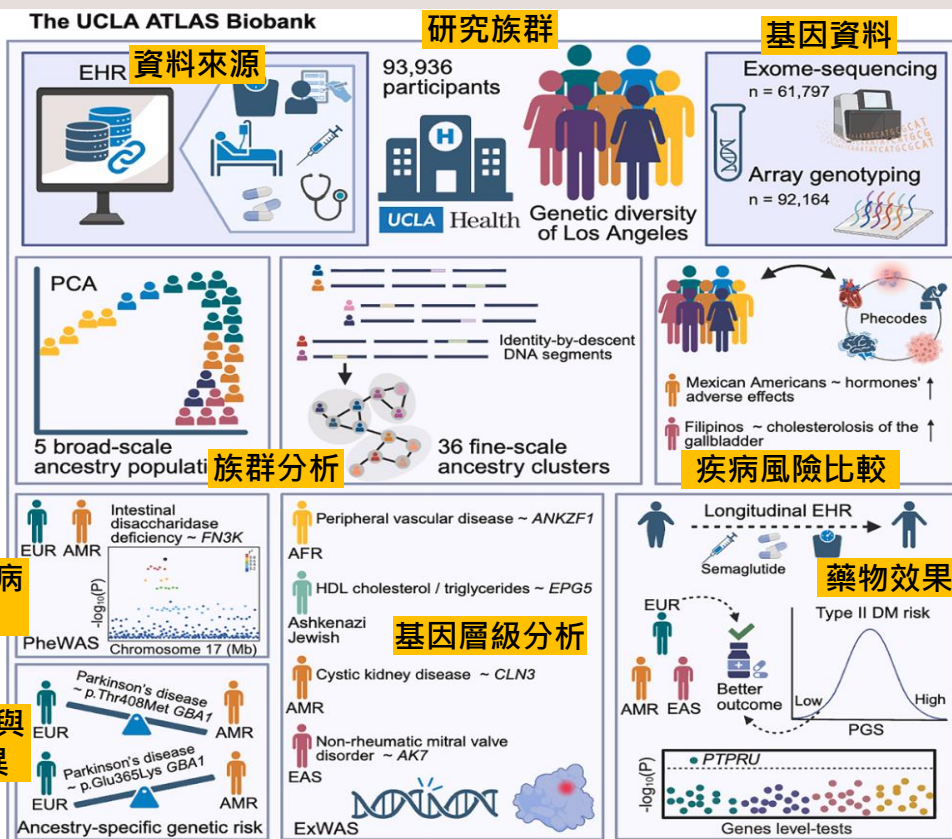 The UCLA ATLAS Biobank
EHR
資料來源
研究族群
93,936
participants
H
UCLA Health
Genetic diversity
of Los Angeles
基因資料
Exome-sequencing
n = 61,797
Array genotyping
n = 92,164
PCA
5 broad-scale
ancestry populati
族群分析
Identity-by-descent
DNA segments
36 fine-scale
ancestry clusters
Phecodes
Mexican Americans ~ hormones'
adverse effects
Filipinos ~ cholesterolosis of the
gallbladder
疾病風險比較
EUR AMR
Intestinal
disaccharidase
deficiency ~ FN3K
病
-log₁₀(P)
PheWAS
Chromosome 17 (Mb)
Parkinson's disease
~ p.Thr408Met GBA1
EUR
AMR
與
異
Parkinson's disease
~ p.Glu365Lys GBA1
EUR
AMR
Ancestry-specific genetic risk
Peripheral vascular disease ~ ANKZF1
AFR
HDL cholesterol / triglycerides ~ EPG5
Ashkenazi
Jewish
基因層級分析
Cystic kidney disease ~ CLN3
AMR
Non-rheumatic mitral valve
disorder ~ AK7
EAS
ExWAS
Longitudinal EHR
Semaglutide
藥物效果
EUR
AMR EAS
Better
outcome
Type II DM risk
Low
High
PGS
-log₁₀(P)
PTPRU
Genes level-tests